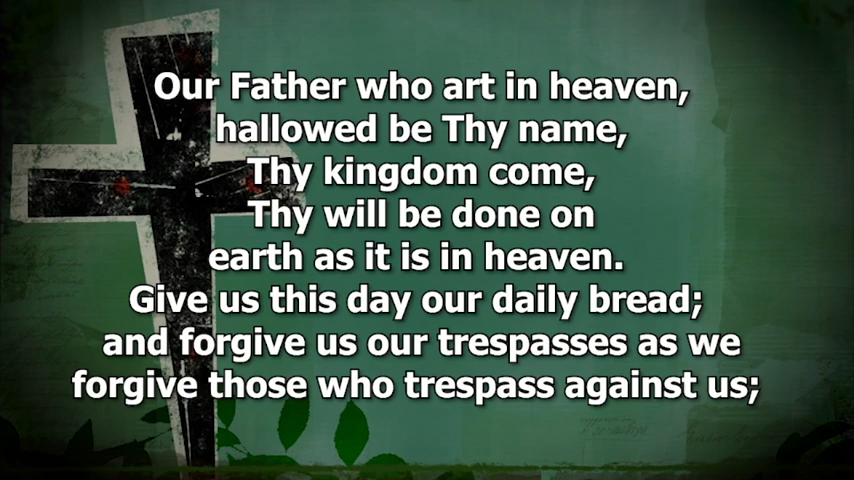 Our Father who art in heaven,
hallowed be Thy name,
Thy kingdom come,
Thy will be done on
earth as it is in heaven.
Give us this day our daily bread;
and forgive us our trespasses as we
forgive those who trespass against us;